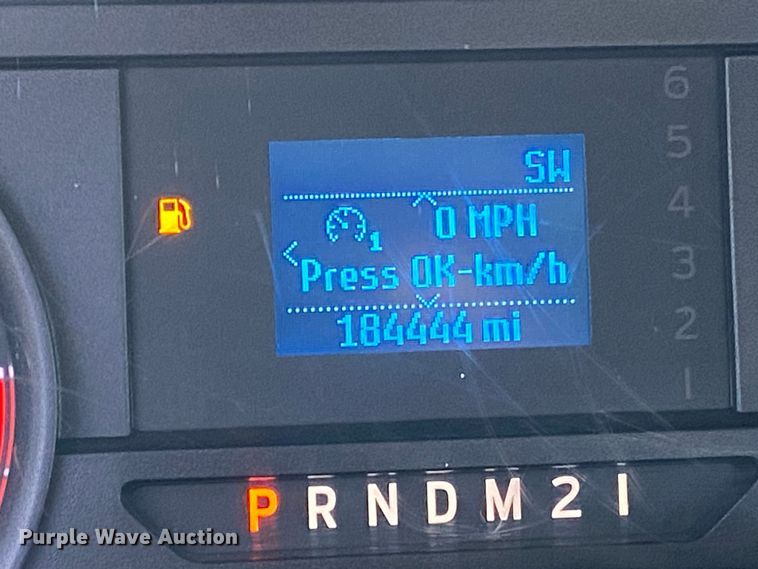 SW
1 0 MPH
Press OK-km/h
184444 mi
6
5
4
3
2
1
P R N D M 2 1
Purple Wave Auction